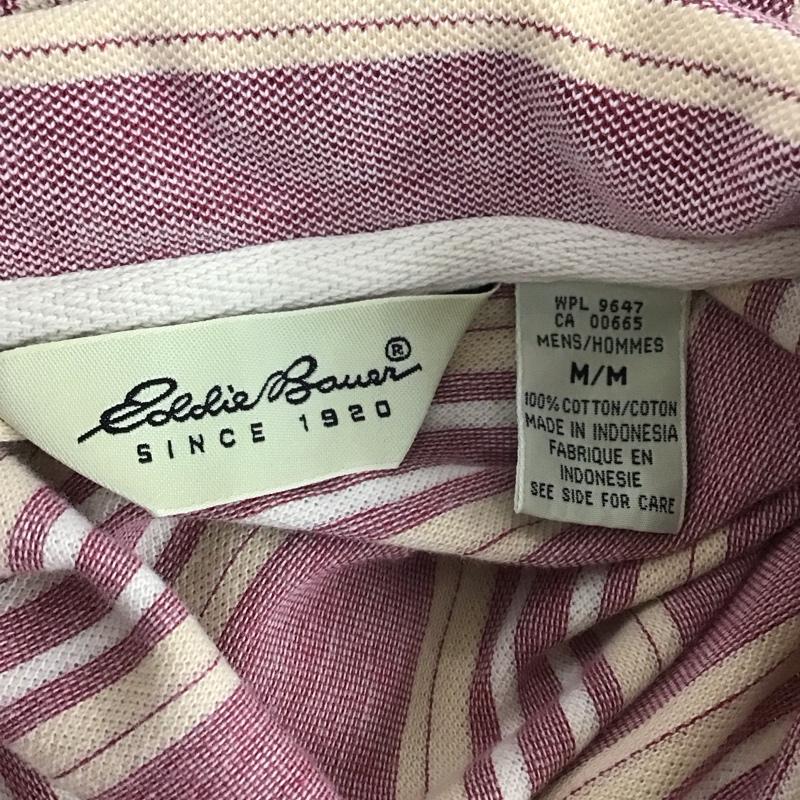 Eddie Bauer®
SINCE 1920
WPL 9647
CA 00665
MENS/HOMMES
M/M
100% COTTON/COTON
MADE IN INDONESIA
FABRIQUE EN
INDONESIE
SEE SIDE FOR CARE